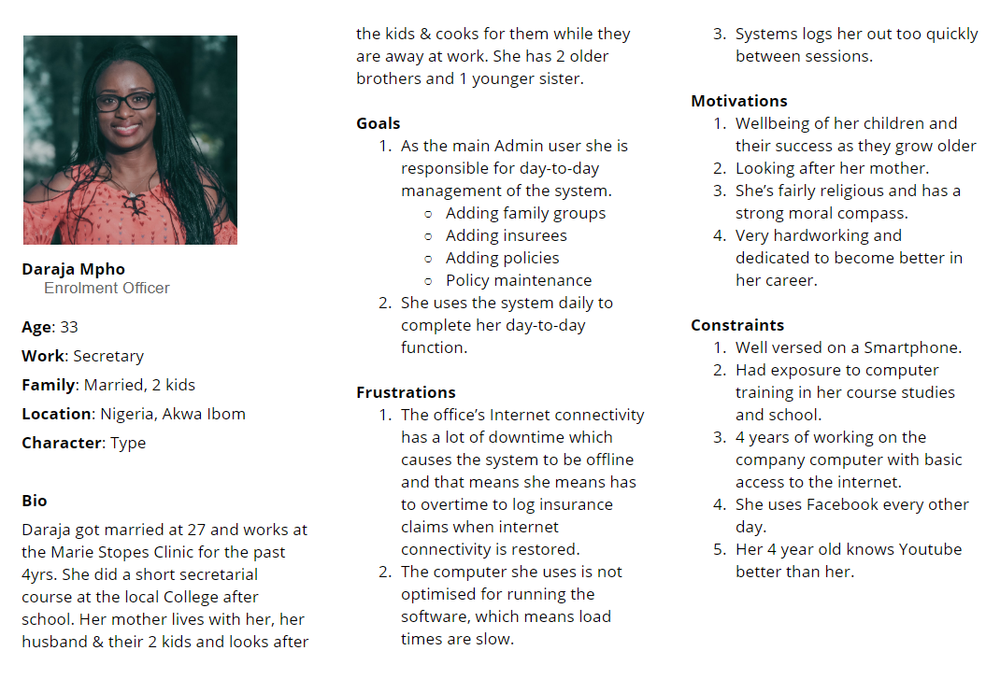 Daraja Mpho
Enrolment Officer
Age: 33
Work: Secretary
Family: Married, 2 kids
Location: Nigeria, Akwa Ibom
Character: Type
Bio
Daraja got married at 27 and works at
the Marie Stopes Clinic for the past
4yrs. She did a short secretarial
course at the local College after
school. Her mother lives with her, her
husband & their 2 kids and looks after
the kids & cooks for them while they
are away at work. She has 2 older
brothers and 1 younger sister.
Goals
1. As the main Admin user she is
responsible for day-to-day
management of the system.
○ Adding family groups
○ Adding insurees
○ Adding policies
○ Policy maintenance
2. She uses the system daily to
complete her day-to-day
function.
Frustrations
1. The office’s Internet connectivity
has a lot of downtime which
causes the system to be offline
and that means she means has
to overtime to log insurance
claims when internet
connectivity is restored.
2. The computer she uses is not
optimised for running the
software, which means load
times are slow.
3. Systems logs her out too quickly
between sessions.
Motivations
1. Wellbeing of her children and
their success as they grow older
2. Looking after her mother.
3. She’s fairly religious and has a
strong moral compass.
4. Very hardworking and
dedicated to become better in
her career.
Constraints
1. Well versed on a Smartphone.
2. Had exposure to computer
training in her course studies
and school.
3. 4 years of working on the
company computer with basic
access to the internet.
4. She uses Facebook every other
day.
5. Her 4 year old knows Youtube
better than her.